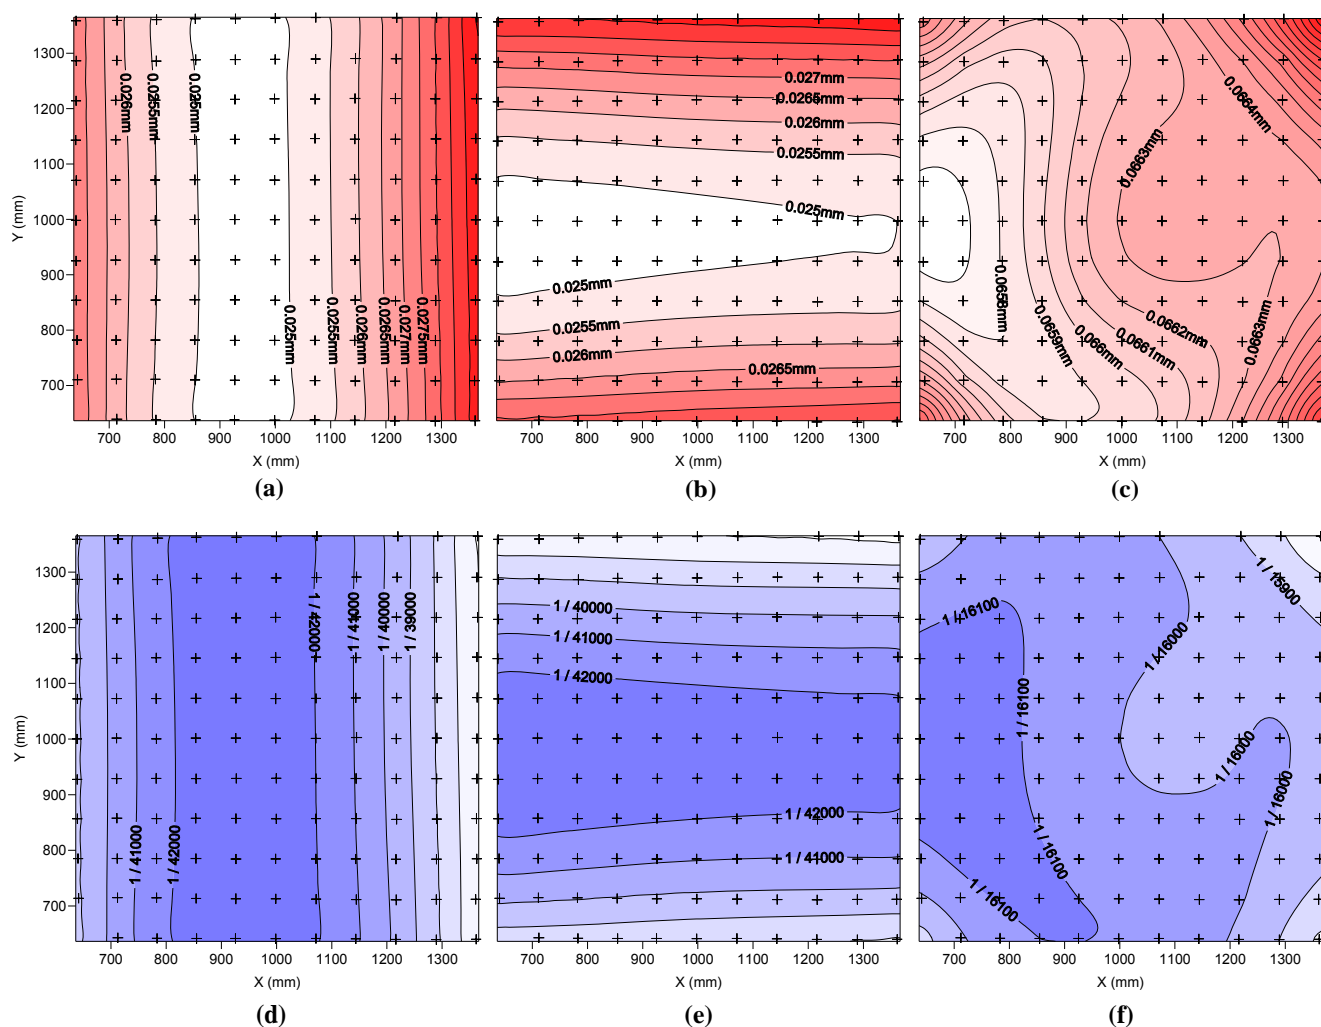 1300
1200
1100
1000
900
800
700
Y (mm)
0.026mm
0.0255mm
0.025mm
0.025mm
0.0255mm
0.026mm
0.0265mm
0.027mm
0.0275mm
700 800 900 1000 1100 1200 1300
X (mm)
(a)
0.027mm
0.0265mm
0.026mm
0.0255mm
0.025mm
0.025mm
0.0255mm
0.026mm
0.0265mm
700 800 900 1000 1100 1200 1300
X (mm)
(b)
0.0664mm
0.0663mm
0.0658mm
0.0659mm
0.066mm
0.0661mm
0.0662mm
0.0663mm
700 800 900 1000 1100 1200 1300
X (mm)
(c)
1300
1200
1100
1000
900
800
700
Y (mm)
1 / 42000
1 / 41000
1 / 40000
1 / 39000
1 / 41000
1 / 42000
700 800 900 1000 1100 1200 1300
X (mm)
(d)
1 / 40000
1 / 41000
1 / 42000
1 / 42000
1 / 41000
700 800 900 1000 1100 1200 1300
X (mm)
(e)
1 / 15900
1 / 16100
1 / 16000
1 / 16100
1 / 16000
1 / 16000
1 / 16100
1 / 16100
700 800 900 1000 1100 1200 1300
X (mm)
(f)